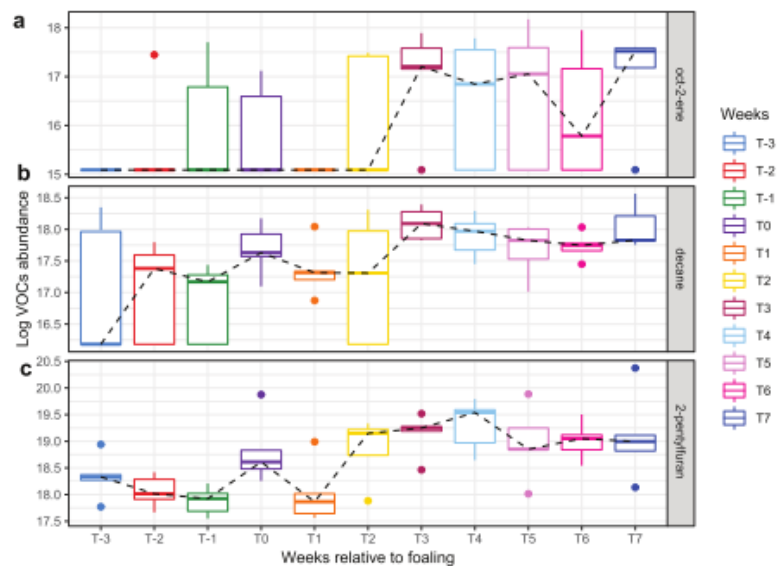 a
17
16
15
oct-2-ene
b
18.5
18.0
17.5
17.0
16.5
decane
Log VOCs abundance
c
20.5
20.0
19.5
19.0
18.5
18.0
17.5
2-pentylfuran
T-3 T-2 T-1 T0 T1 T2 T3 T4 T5 T6 T7
Weeks relative to foaling
Weeks
T-3
T-2
T-1
T0
T1
T2
T3
T4
T5
T6
T7